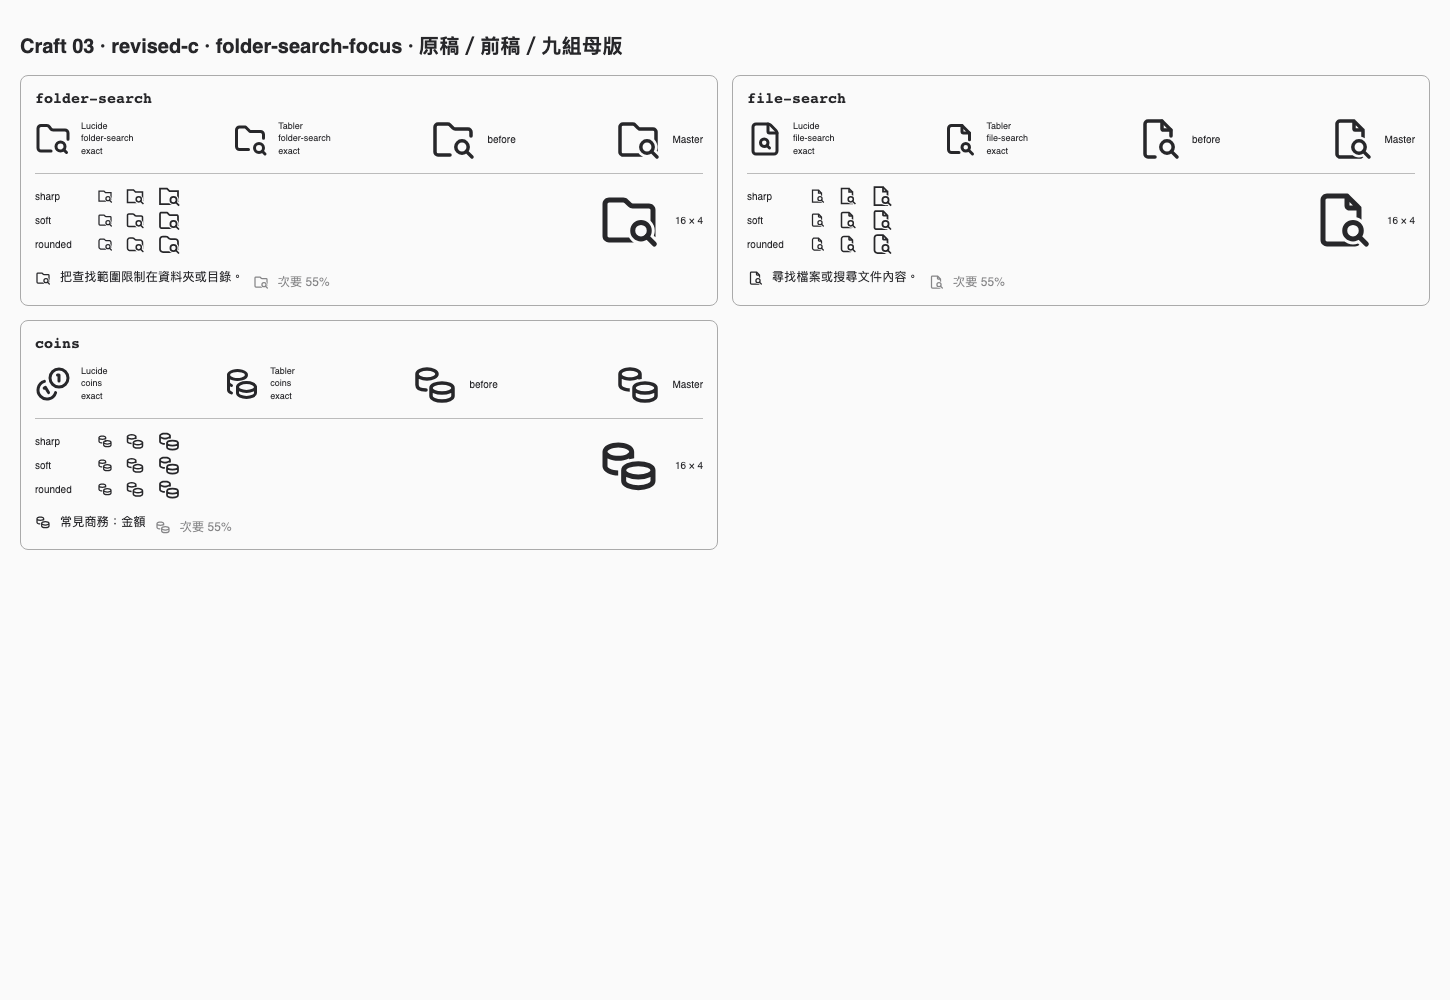 Craft 03 · revised-c · folder-search-focus · 原稿 / 前稿 / 九組母版
folder-search
Lucide
folder-search
exact
Tabler
folder-search
exact
before
Master
sharp
soft
rounded
16 × 4
把查找範圍限制在資料夾或目錄。
次要 55%
file-search
Lucide
file-search
exact
Tabler
file-search
exact
before
Master
sharp
soft
rounded
16 × 4
尋找檔案或搜尋文件內容。
次要 55%
coins
Lucide
coins
exact
Tabler
coins
exact
before
Master
sharp
soft
rounded
16 × 4
常見商務：金額
次要 55%